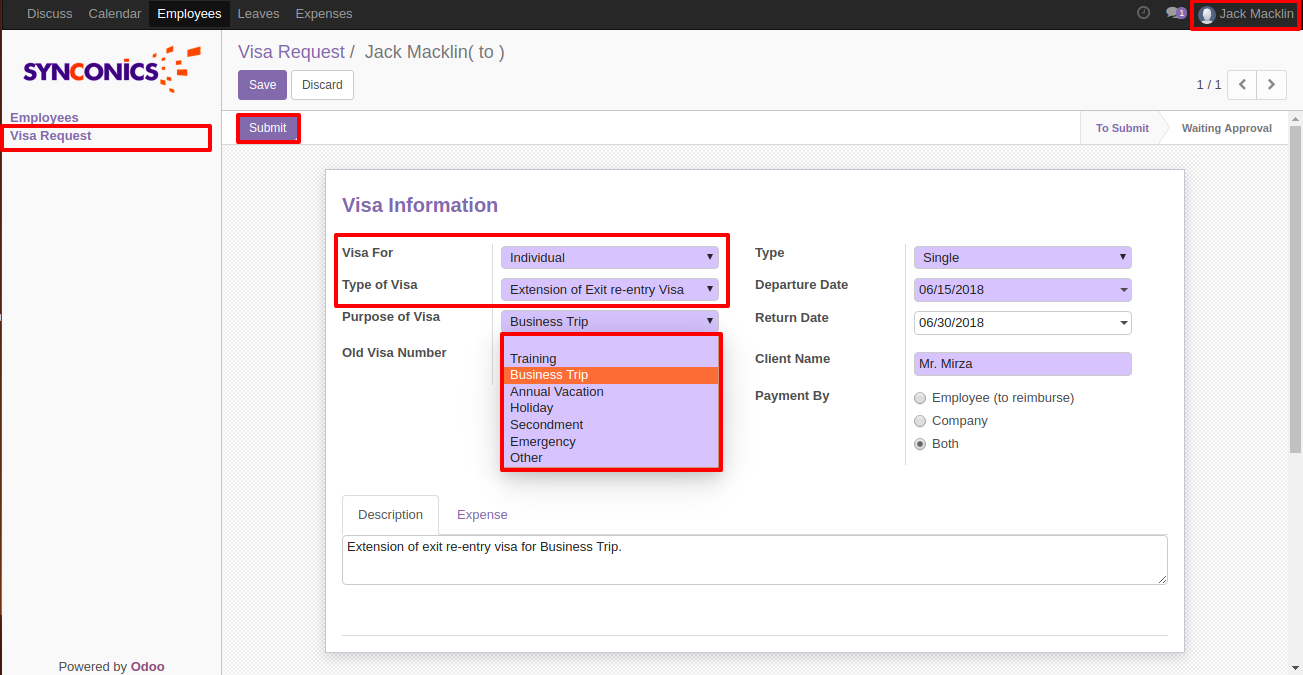 Discuss Calendar Employees Leaves Expenses 1 Jack Macklin
SYNCONICS
Employees
Visa Request
Powered by Odoo
Visa Request / Jack Macklin( to )
Save Discard 1 / 1
Submit To Submit Waiting Approval
Visa Information
Visa For Individual
Type of Visa Extension of Exit re-entry Visa
Purpose of Visa Business Trip
Old Visa Number
Training
Business Trip
Annual Vacation
Holiday
Secondment
Emergency
Other
Type Single
Departure Date 06/15/2018
Return Date 06/30/2018
Client Name Mr. Mirza
Payment By Employee (to reimburse)
Company
Both
Description Expense
Extension of exit re-entry visa for Business Trip.